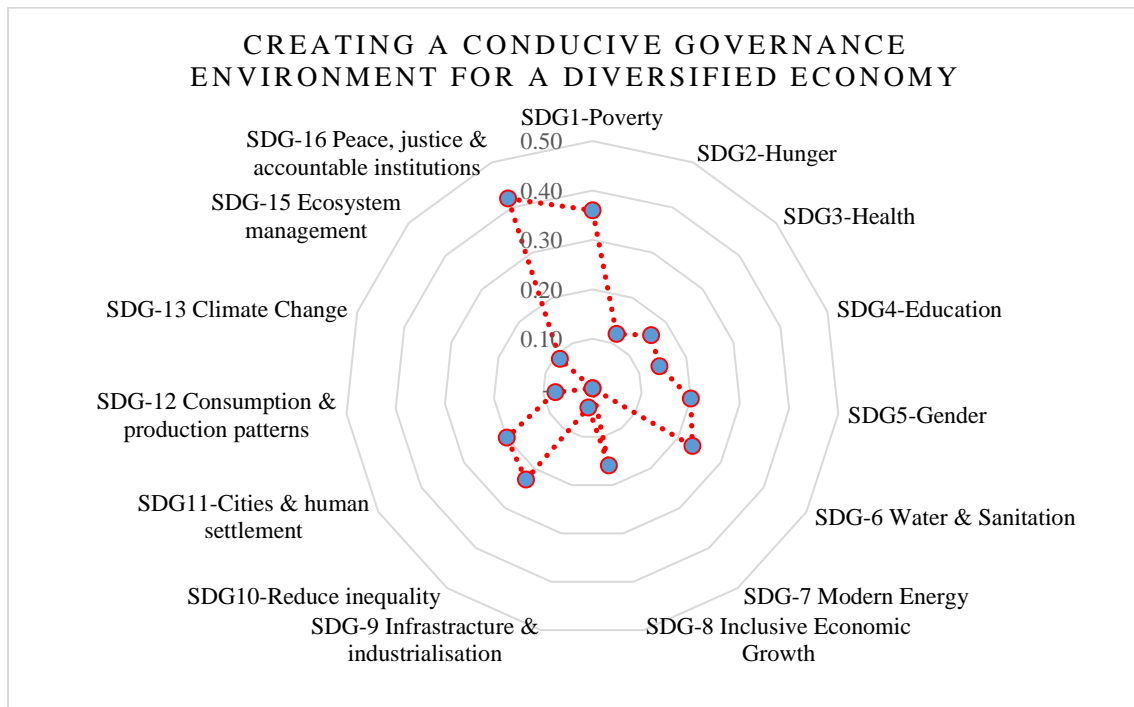 CREATING A CONDUCIVE GOVERNANCE
ENVIRONMENT FOR A DIVERSIFIED ECONOMY
SDG1-Poverty
SDG2-Hunger
SDG3-Health
SDG4-Education
SDG5-Gender
SDG-6 Water & Sanitation
SDG-7 Modern Energy
SDG-8 Inclusive Economic
Growth
SDG-9 Infrastracture &
industrialisation
SDG10-Reduce inequality
SDG11-Cities & human
settlement
SDG-12 Consumption &
production patterns
SDG-13 Climate Change
SDG-15 Ecosystem
management
SDG-16 Peace, justice &
accountable institutions
0.50
0.40
0.30
0.20
0.10
-